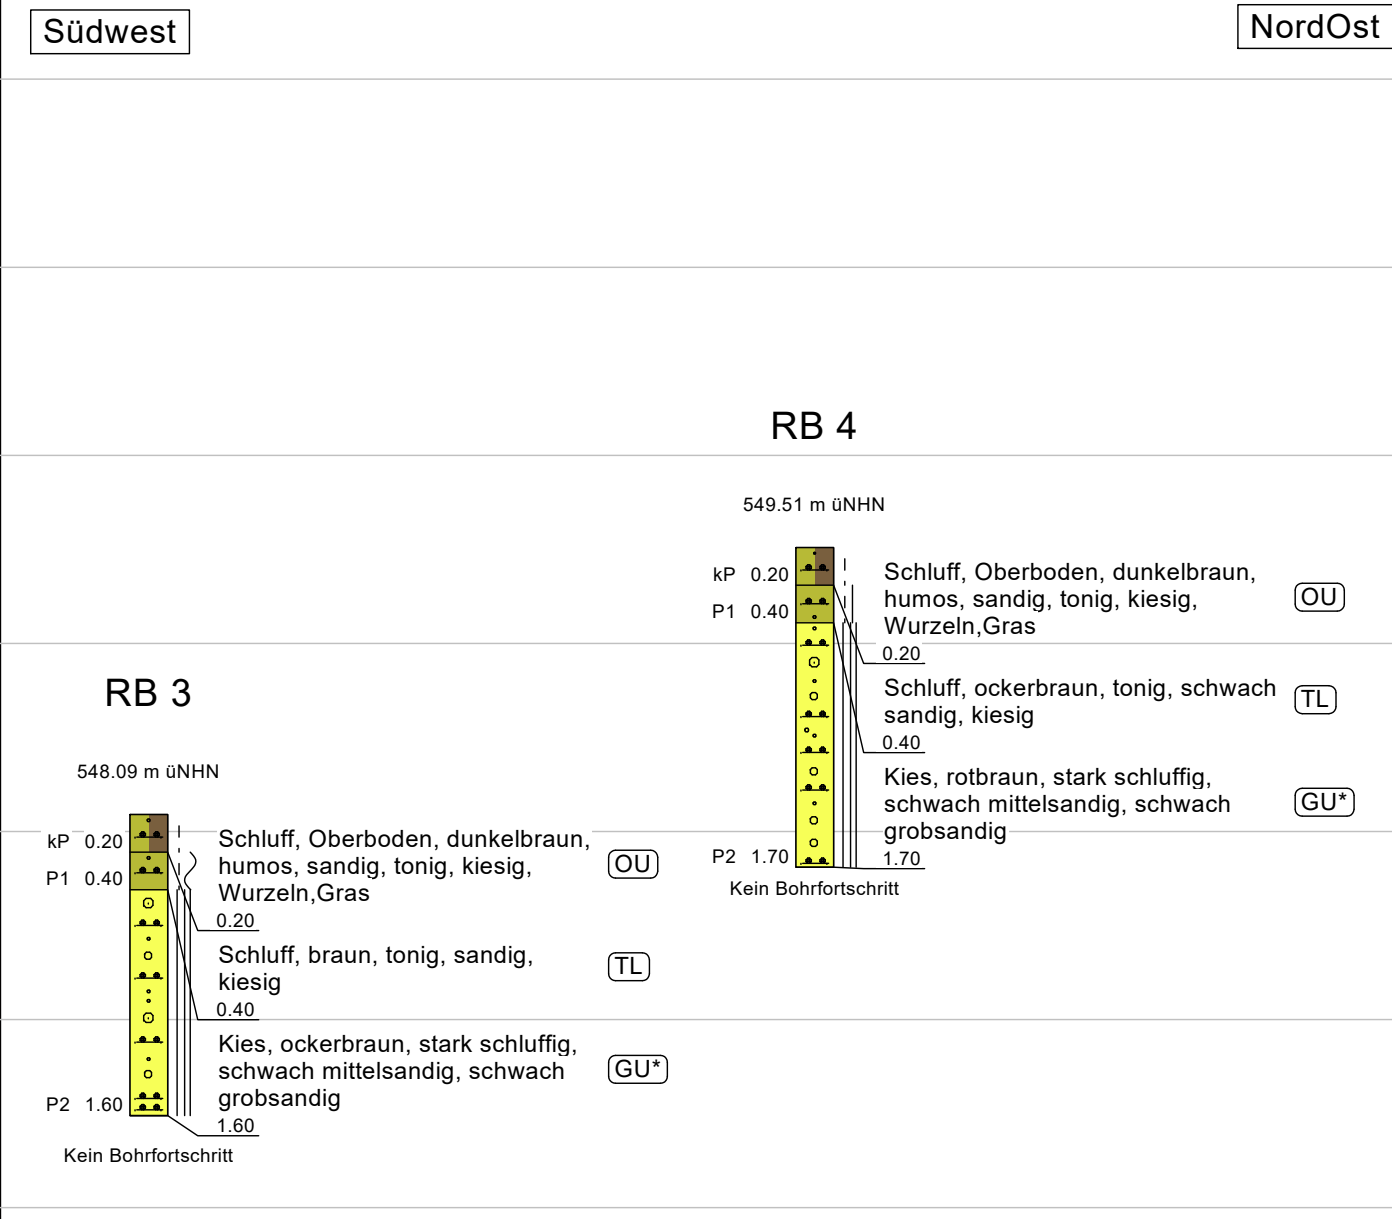 Südwest
NordOst
RB 4
549.51 m üNHN
kP 0.20
P1 0.40
P2 1.70
Kein Bohrfortschritt
Schluff, Oberboden, dunkelbraun,
humos, sandig, tonig, kiesig,
Wurzeln,Gras
0.20
OU
Schluff, ockerbraun, tonig, schwach
sandig, kiesig
0.40
TL
Kies, rotbraun, stark schluffig,
schwach mittelsandig, schwach
grobsandig
1.70
GU*
RB 3
548.09 m üNHN
kP 0.20
P1 0.40
P2 1.60
Kein Bohrfortschritt
Schluff, Oberboden, dunkelbraun,
humos, sandig, tonig, kiesig,
Wurzeln,Gras
0.20
OU
Schluff, braun, tonig, sandig,
kiesig
0.40
TL
Kies, ockerbraun, stark schluffig,
schwach mittelsandig, schwach
grobsandig
1.60
GU*